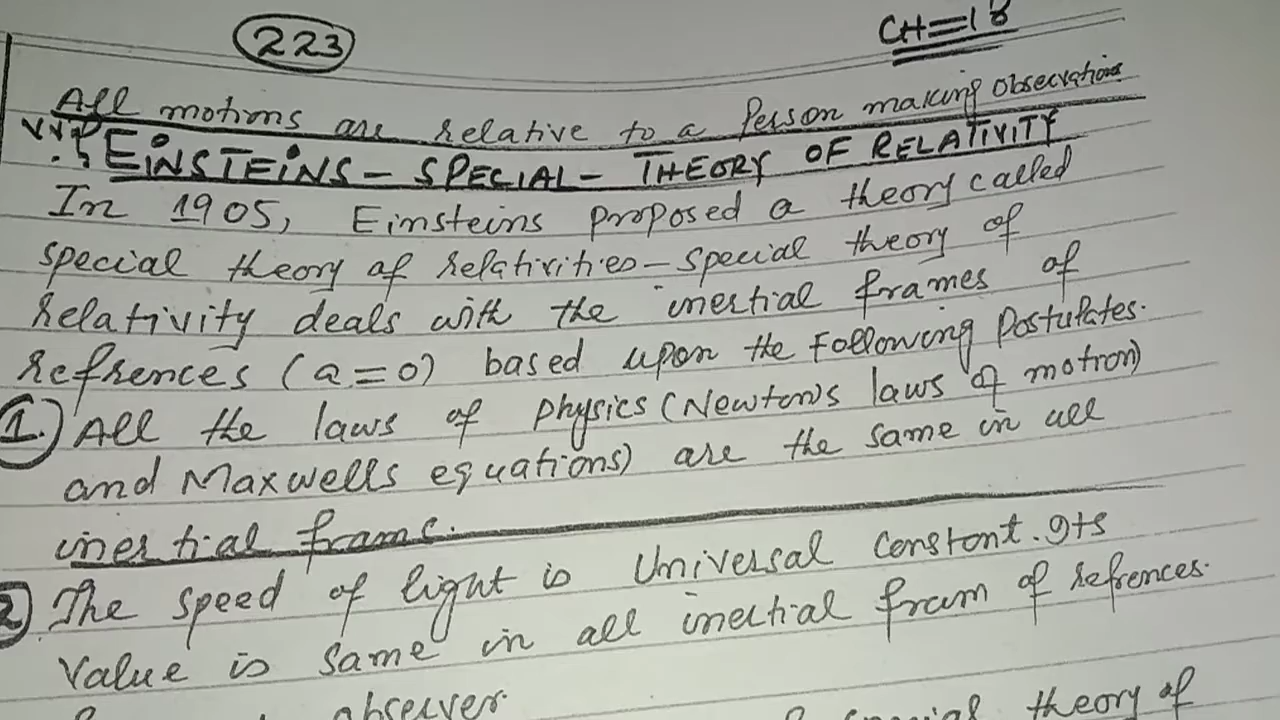 223
CH=18
All motions are relative to a Person making observations
V.V.P EINSTEINS - SPECIAL - THEORY OF RELATIVITY
In 1905, Einsteins proposed a theory called
special theory of relativities - special theory of
relativity deals with the inertial frames of
refrences (a=0) based upon the Following Postulates.
1.) All the laws of physics (Newton's laws of motion)
and Maxwells equations) are the same in all
inertial frame.
2) The speed of light is Universal constant. Its
Value is same in all inertial fram of refrences.
observer.
theory of